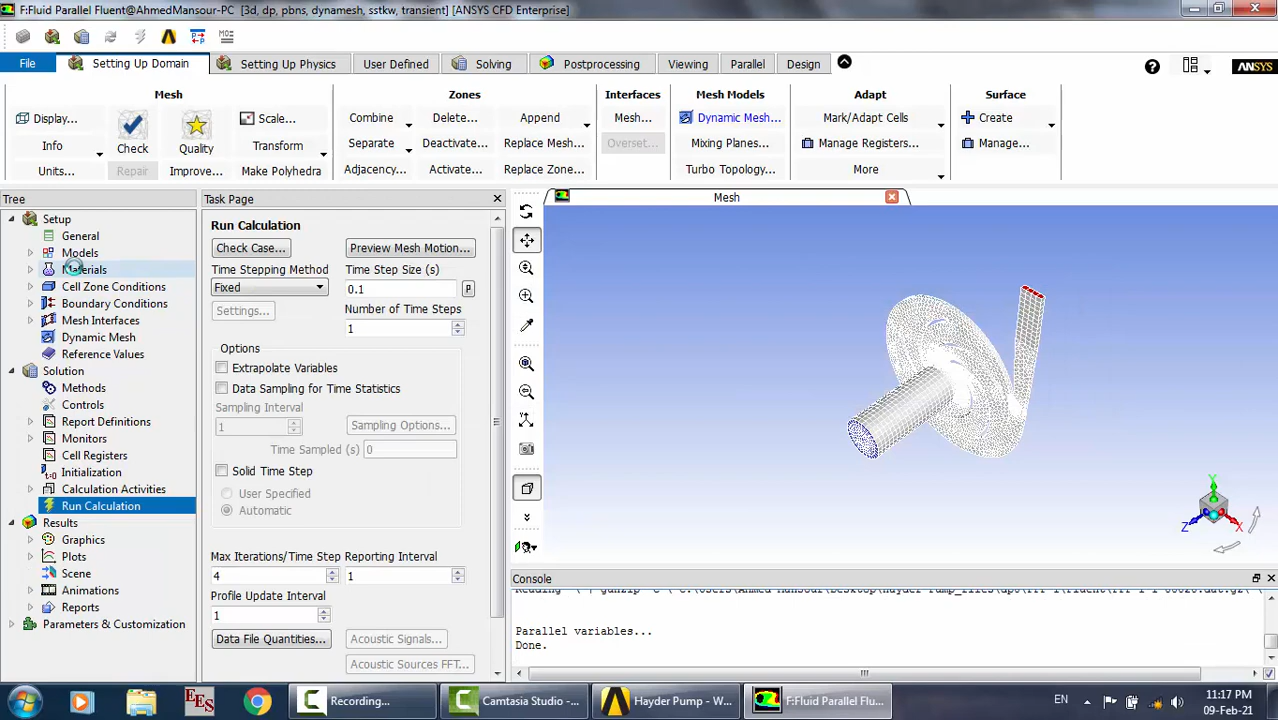 F:Fluid Parallel Fluent@AhmedMansour-PC [3d, dp, pbns, dynamesh, sstkw, transient] [ANSYS CFD Enterprise]
File
Setting Up Domain
Setting Up Physics
User Defined
Solving
Postprocessing
Viewing
Parallel
Design
ANSYS
Mesh
Zones
Interfaces
Mesh Models
Adapt
Surface
Display...
Info
Units...
Check
Repair
Quality
Improve...
Scale...
Transform
Make Polyhedra
Combine
Separate
Adjacency...
Delete...
Deactivate...
Activate...
Append
Replace Mesh...
Replace Zone...
Mesh...
Overset...
Dynamic Mesh...
Mixing Planes...
Turbo Topology...
Mark/Adapt Cells
Manage Registers...
More
Create
Manage...
Tree
Setup
General
Models
Materials
Cell Zone Conditions
Boundary Conditions
Mesh Interfaces
Dynamic Mesh
Reference Values
Solution
Methods
Controls
Report Definitions
Monitors
Cell Registers
Initialization
Calculation Activities
Run Calculation
Results
Graphics
Plots
Scene
Animations
Reports
Parameters & Customization
Task Page
Run Calculation
Check Case...
Preview Mesh Motion...
Time Stepping Method
Time Step Size (s)
Fixed
0.1
P
Settings...
Number of Time Steps
1
Options
Extrapolate Variables
Data Sampling for Time Statistics
Sampling Interval
1
Sampling Options...
Time Sampled (s)
0
Solid Time Step
User Specified
Automatic
Max Iterations/Time Step
Reporting Interval
4
1
Profile Update Interval
1
Data File Quantities...
Acoustic Signals...
Acoustic Sources FFT...
Mesh
Y
Z
X
Console
Parallel variables...
Done.
Recording...
Camtasia Studio - ...
Hayder Pump - W...
F:Fluid Parallel Flu...
EES
EN
11:17 PM
09-Feb-21